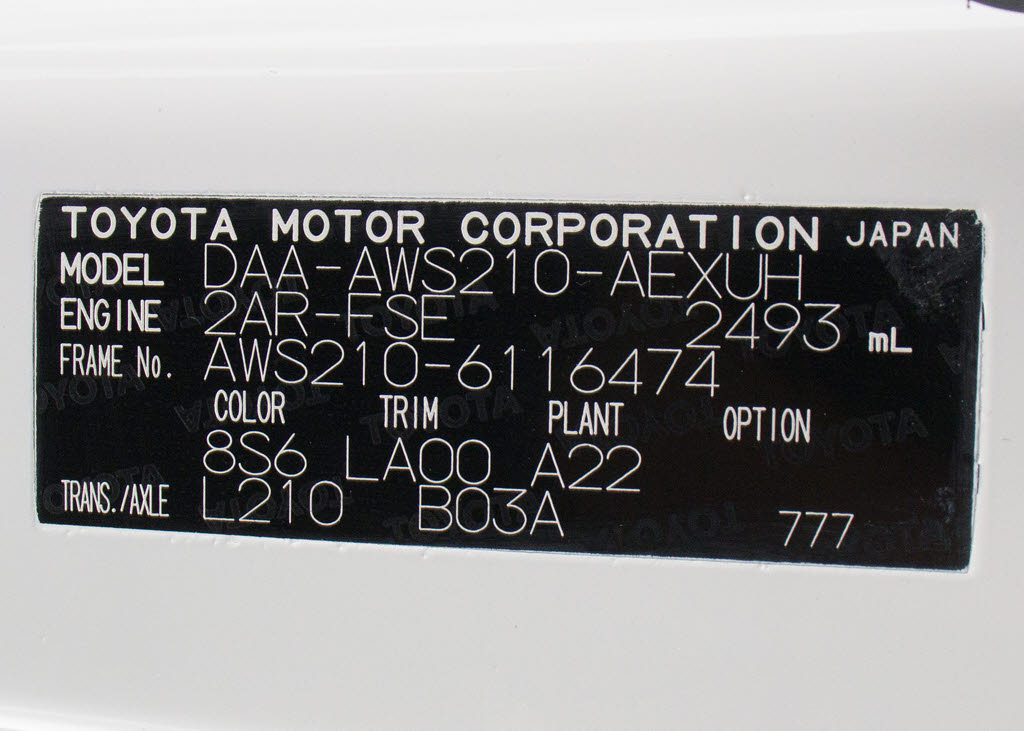 TOYOTA MOTOR CORPORATION JAPAN
MODEL DAA-AWS210-AEXUH
ENGINE 2AR-FSE 2493 mL
FRAME No. AWS210-6116474
COLOR TRIM PLANT OPTION
8S6 LA00 A22
TRANS./AXLE L210 B03A 777